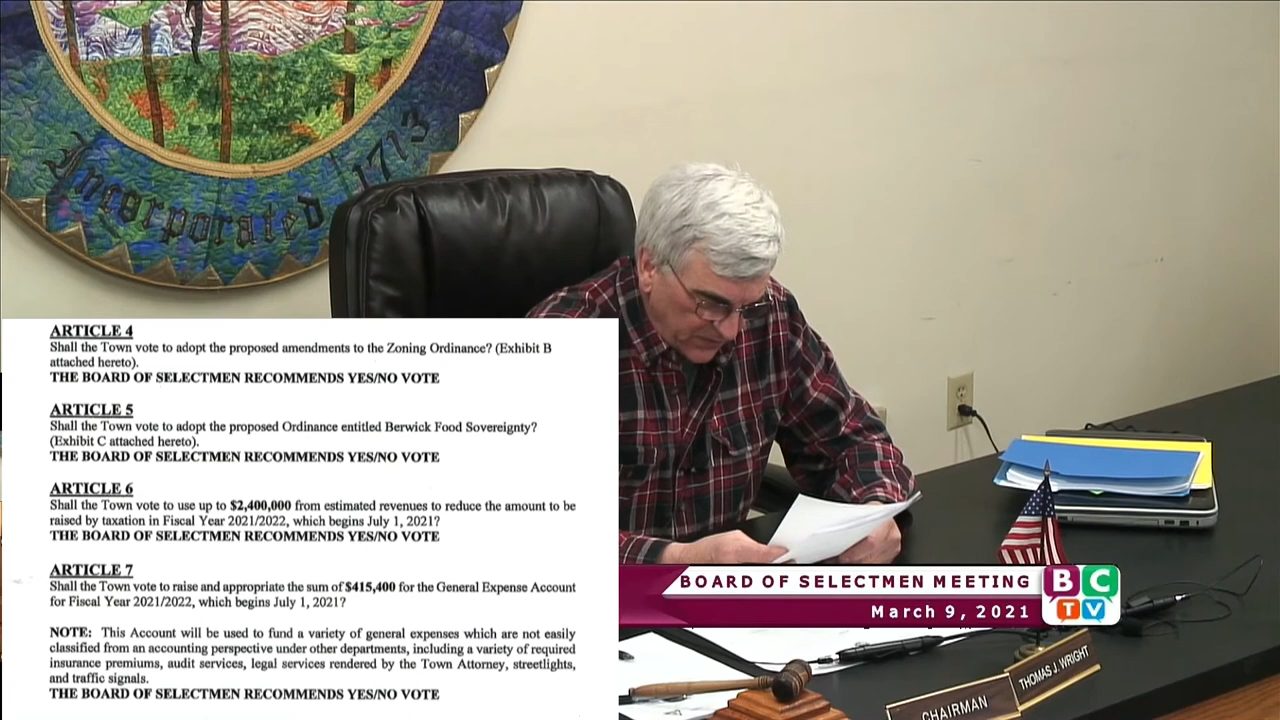 Incorporated 1713
ARTICLE 4
Shall the Town vote to adopt the proposed amendments to the Zoning Ordinance? (Exhibit B
attached hereto).
THE BOARD OF SELECTMEN RECOMMENDS YES/NO VOTE
ARTICLE 5
Shall the Town vote to adopt the proposed Ordinance entitled Berwick Food Sovereignty?
(Exhibit C attached hereto).
THE BOARD OF SELECTMEN RECOMMENDS YES/NO VOTE
ARTICLE 6
Shall the Town vote to use up to $2,400,000 from estimated revenues to reduce the amount to be
raised by taxation in Fiscal Year 2021/2022, which begins July 1, 2021?
THE BOARD OF SELECTMEN RECOMMENDS YES/NO VOTE
ARTICLE 7
Shall the Town vote to raise and appropriate the sum of $415,400 for the General Expense Account
for Fiscal Year 2021/2022, which begins July 1, 2021?
NOTE: This Account will be used to fund a variety of general expenses which are not easily
classified from an accounting perspective under other departments, including a variety of required
insurance premiums, audit services, legal services rendered by the Town Attorney, streetlights,
and traffic signals.
THE BOARD OF SELECTMEN RECOMMENDS YES/NO VOTE
BOARD OF SELECTMEN MEETING
March 9, 2021
BCTV
THOMAS J. WRIGHT
CHAIRMAN